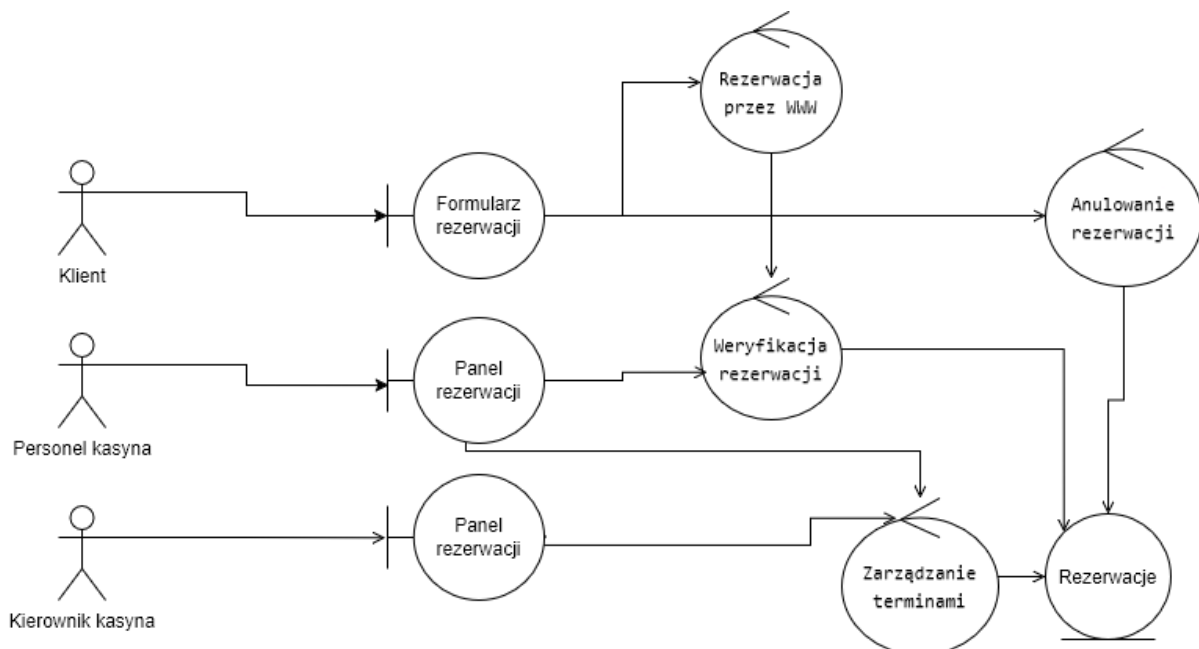 Rezerwacja
przez WWW
Formularz
rezerwacji
Anulowanie
rezerwacji
Klient
Panel
rezerwacji
Weryfikacja
rezerwacji
Personel kasyna
Panel
rezerwacji
Zarządzanie
terminami
Rezerwacje
Kierownik kasyna